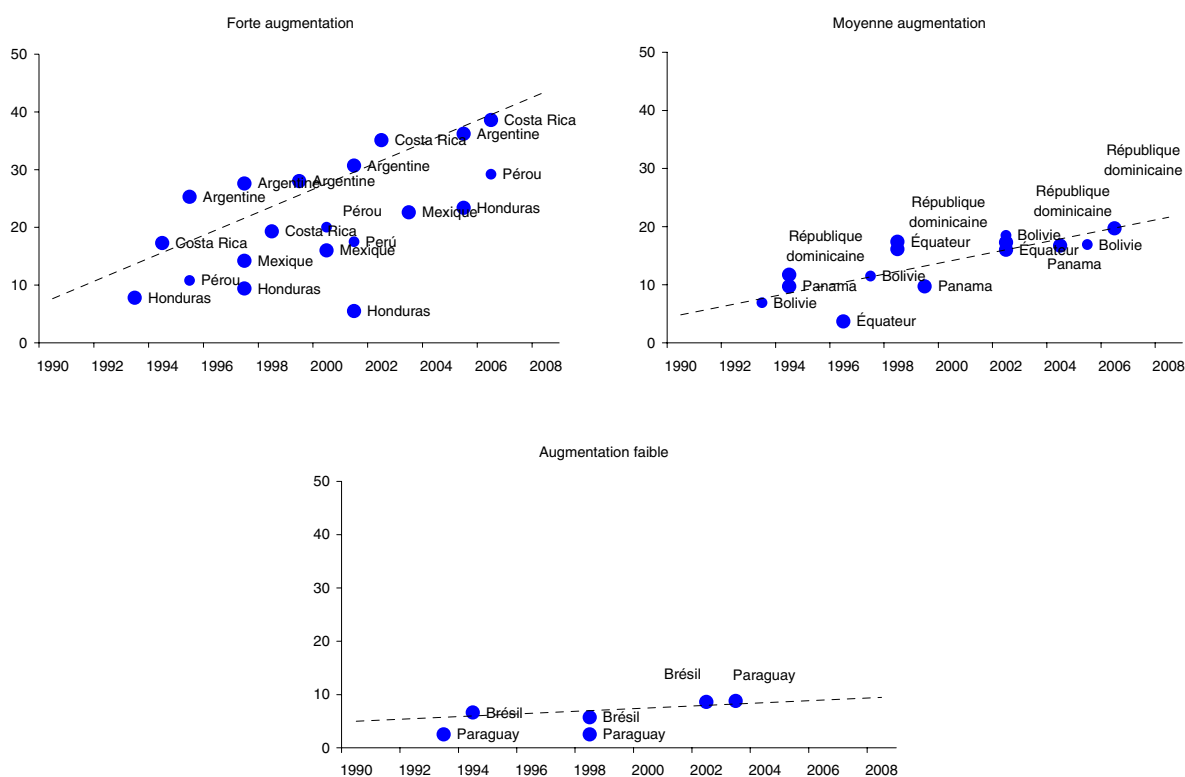 Forte augmentation
50
40
30
20
10
0
1990 1992 1994 1996 1998 2000 2002 2004 2006 2008
Costa Rica
Argentine
Costa Rica
Argentine
Argentine
Argentine
Argentine
Pérou
Pérou
Mexique
Honduras
Costa Rica
Costa Rica
Perú
Mexique
Mexique
Pérou
Honduras
Honduras
Honduras
Moyenne augmentation
50
40
30
20
10
0
1990 1992 1994 1996 1998 2000 2002 2004 2006 2008
République
dominicaine
République
dominicaine
République
dominicaine
République
dominicaine
Bolivie
Équateur
Équateur
Bolivie
Panama
Bolivie
Panama
Panama
Bolivie
Équateur
Augmentation faible
50
40
30
20
10
0
1990 1992 1994 1996 1998 2000 2002 2004 2006 2008
Brésil
Paraguay
Brésil
Brésil
Paraguay
Paraguay